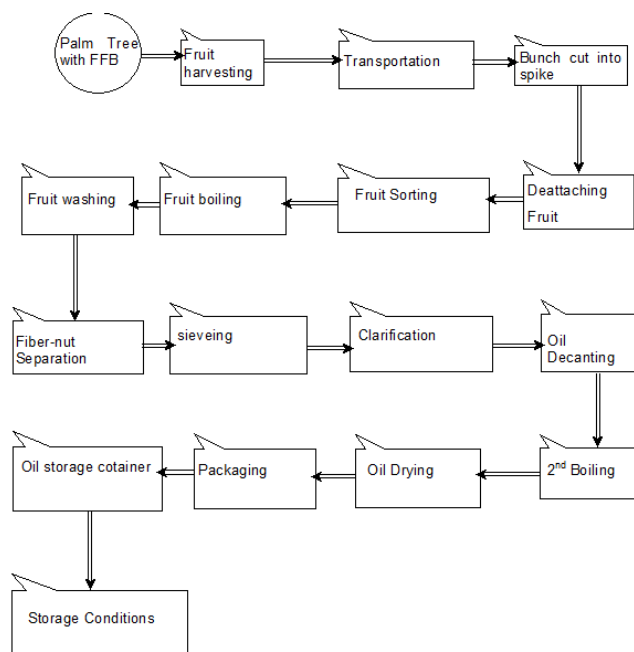 Palm Tree
with FFB
Fruit
harvesting
Transportation
Bunch cut into
spike
Deattaching
Fruit
Fruit Sorting
Fruit boiling
Fruit washing
Fiber-nut
Separation
sieveing
Clarification
Oil
Decanting
2nd Boiling
Oil Drying
Packaging
Oil storage cotainer
Storage Conditions